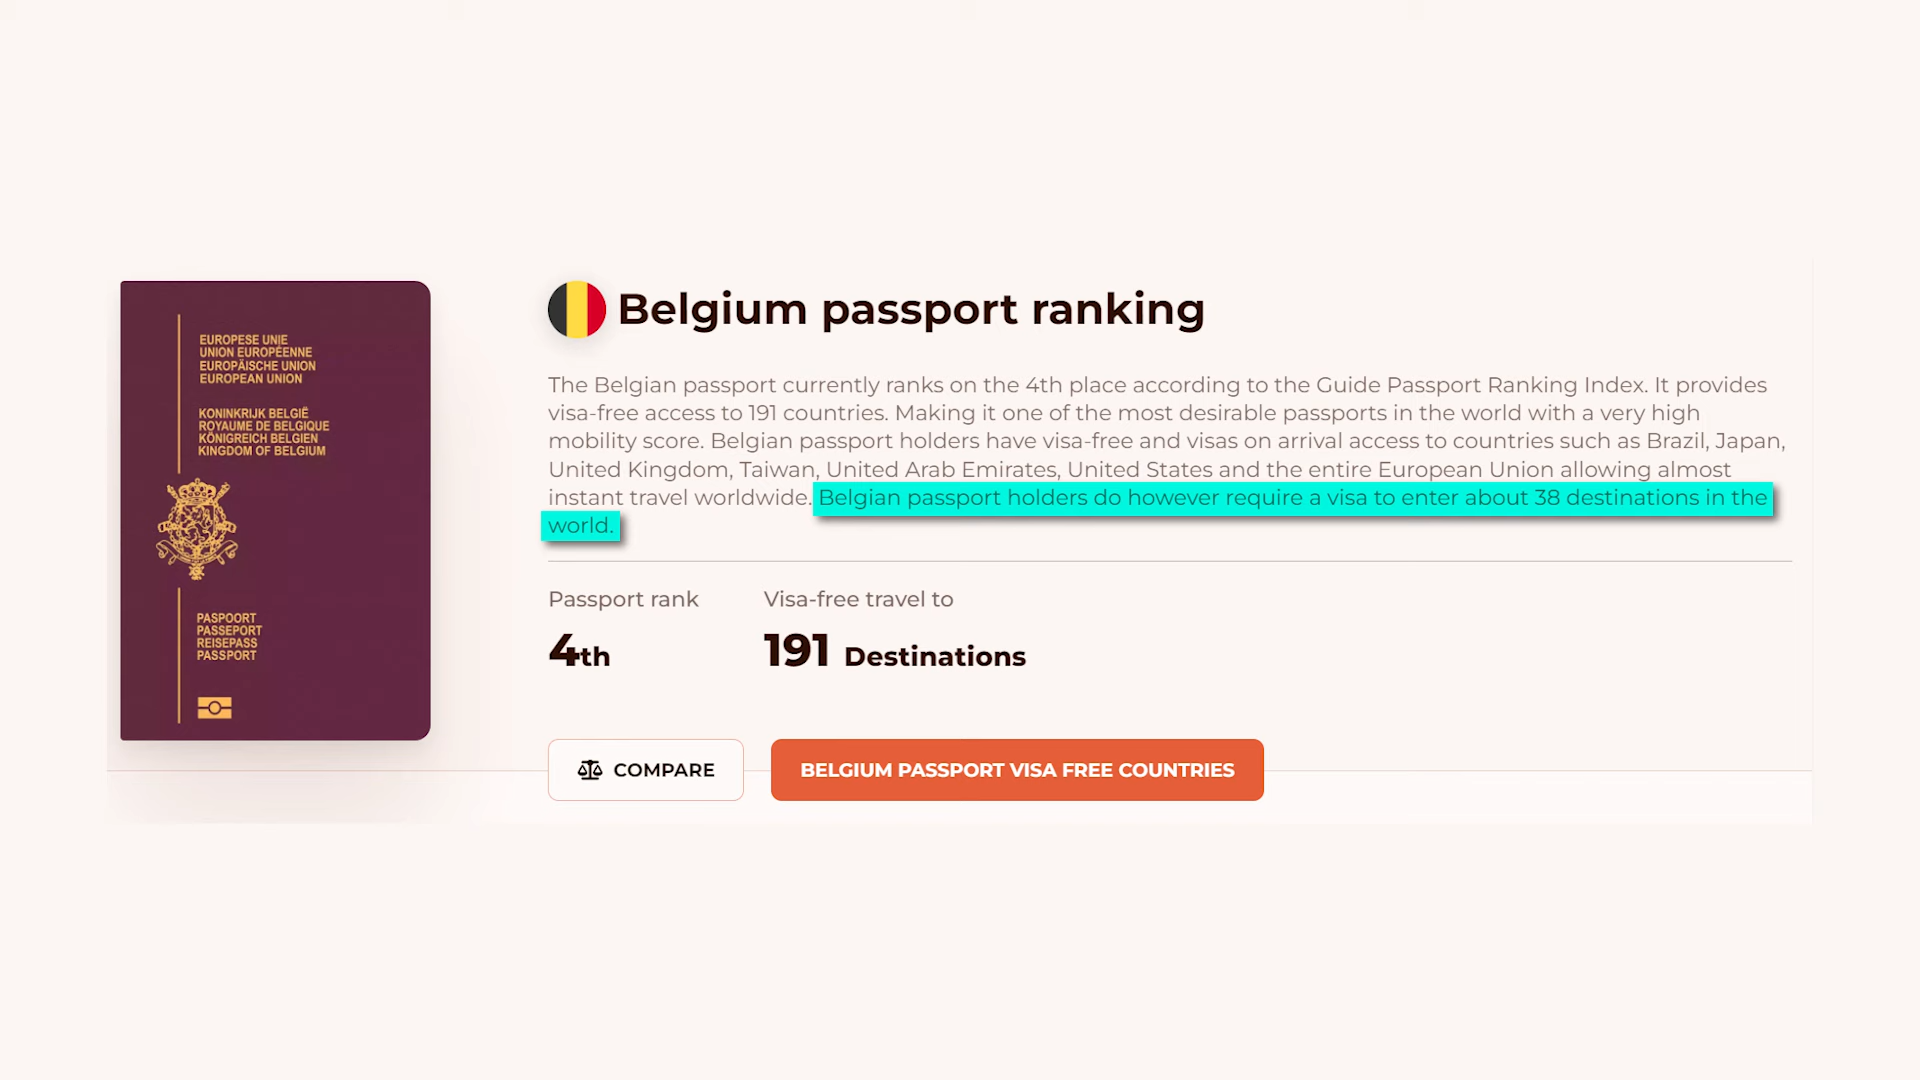 EUROPESE UNIE
UNION EUROPÉENNE
EUROPÄISCHE UNION
EUROPEAN UNION
KONINKRIJK BELGIË
ROYAUME DE BELGIQUE
KÖNIGREICH BELGIEN
KINGDOM OF BELGIUM
PASPOORT
PASSEPORT
REISEPASS
PASSPORT
Belgium passport ranking
The Belgian passport currently ranks on the 4th place according to the Guide Passport Ranking Index. It provides
visa-free access to 191 countries. Making it one of the most desirable passports in the world with a very high
mobility score. Belgian passport holders have visa-free and visas on arrival access to countries such as Brazil, Japan,
United Kingdom, Taiwan, United Arab Emirates, United States and the entire European Union allowing almost
instant travel worldwide. Belgian passport holders do however require a visa to enter about 38 destinations in the
world.
Passport rank
4th
Visa-free travel to
191 Destinations
COMPARE
BELGIUM PASSPORT VISA FREE COUNTRIES